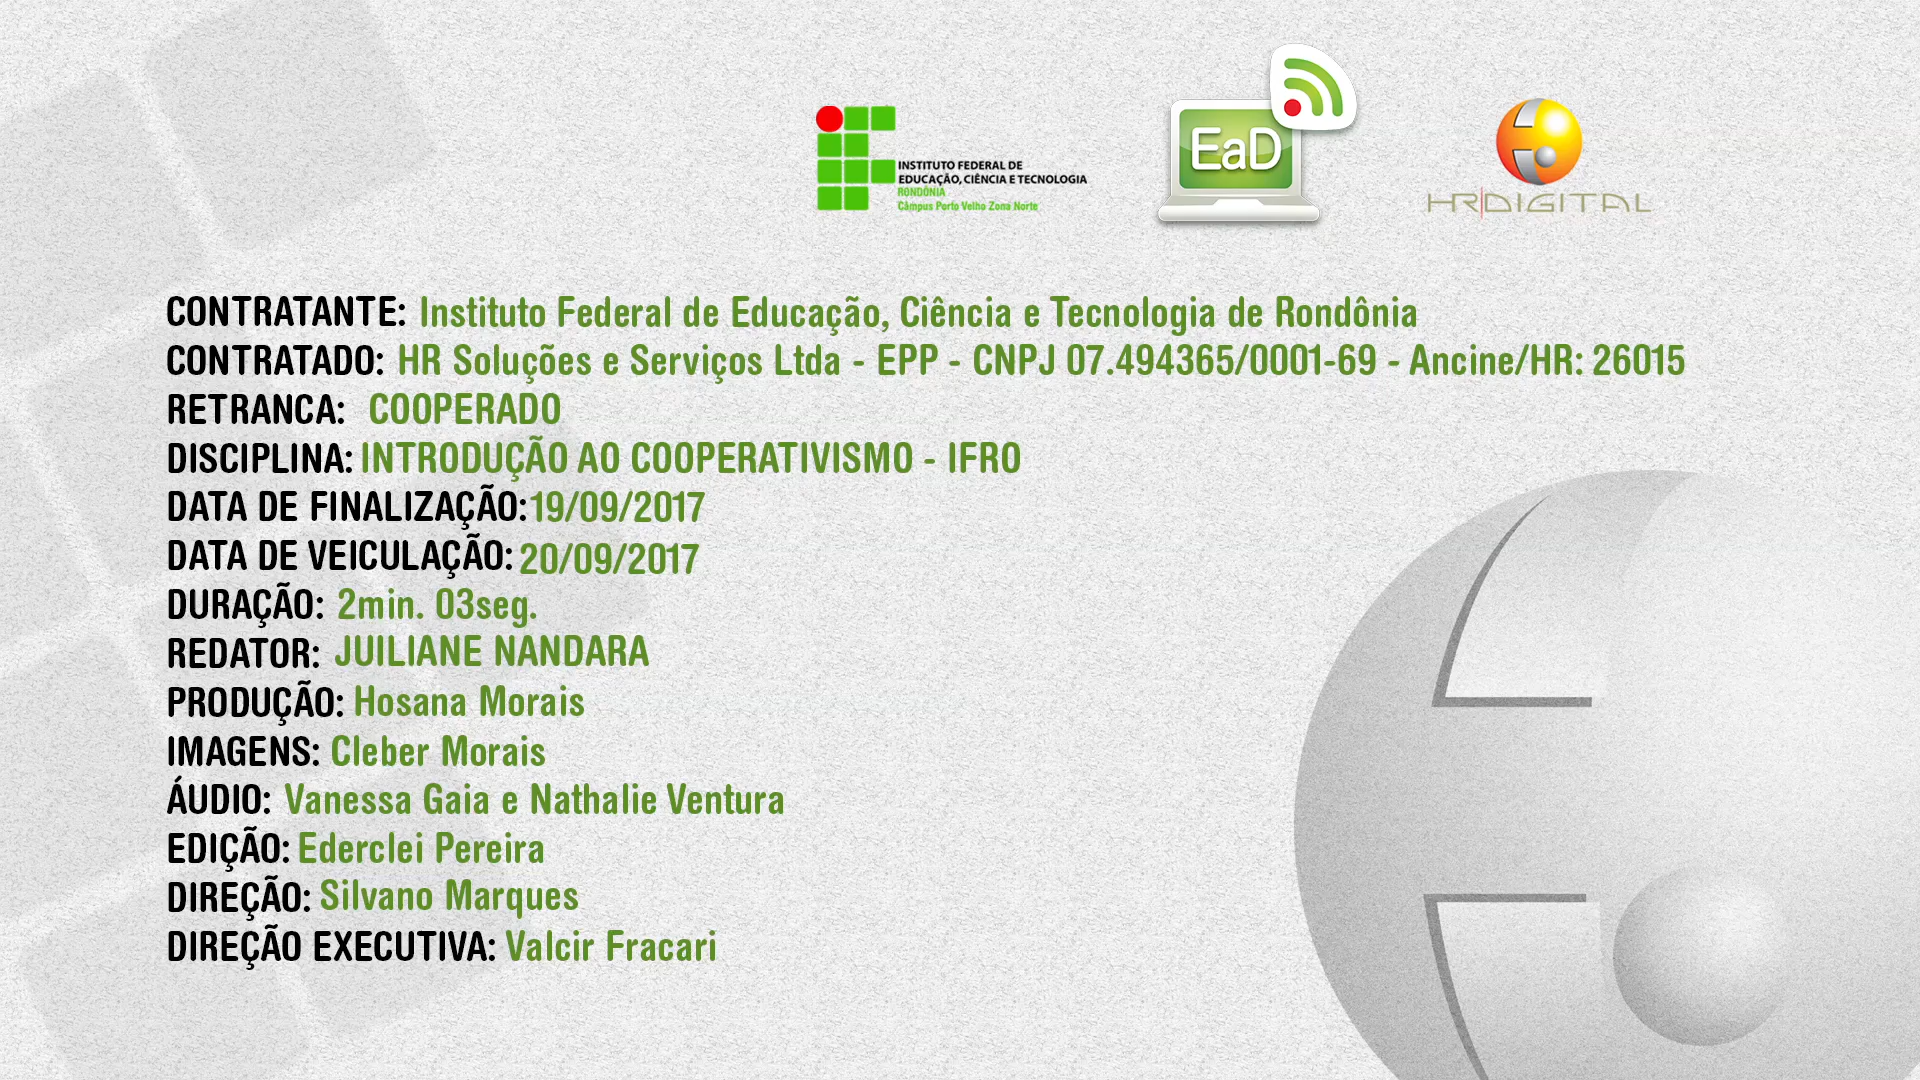 INSTITUTO FEDERAL DE
EDUCAÇÃO, CIÊNCIA E TECNOLOGIA
RONDÔNIA
Câmpus Porto Velho Zona Norte
EaD
HR|DIGITAL
CONTRATANTE: Instituto Federal de Educação, Ciência e Tecnologia de Rondônia
CONTRATADO: HR Soluções e Serviços Ltda - EPP - CNPJ 07.494365/0001-69 - Ancine/HR: 26015
RETRANCA: COOPERADO
DISCIPLINA: INTRODUÇÃO AO COOPERATIVISMO - IFRO
DATA DE FINALIZAÇÃO: 19/09/2017
DATA DE VEICULAÇÃO: 20/09/2017
DURAÇÃO: 2min. 03seg.
REDATOR: JUILIANE NANDARA
PRODUÇÃO: Hosana Morais
IMAGENS: Cleber Morais
ÁUDIO: Vanessa Gaia e Nathalie Ventura
EDIÇÃO: Ederclei Pereira
DIREÇÃO: Silvano Marques
DIREÇÃO EXECUTIVA: Valcir Fracari